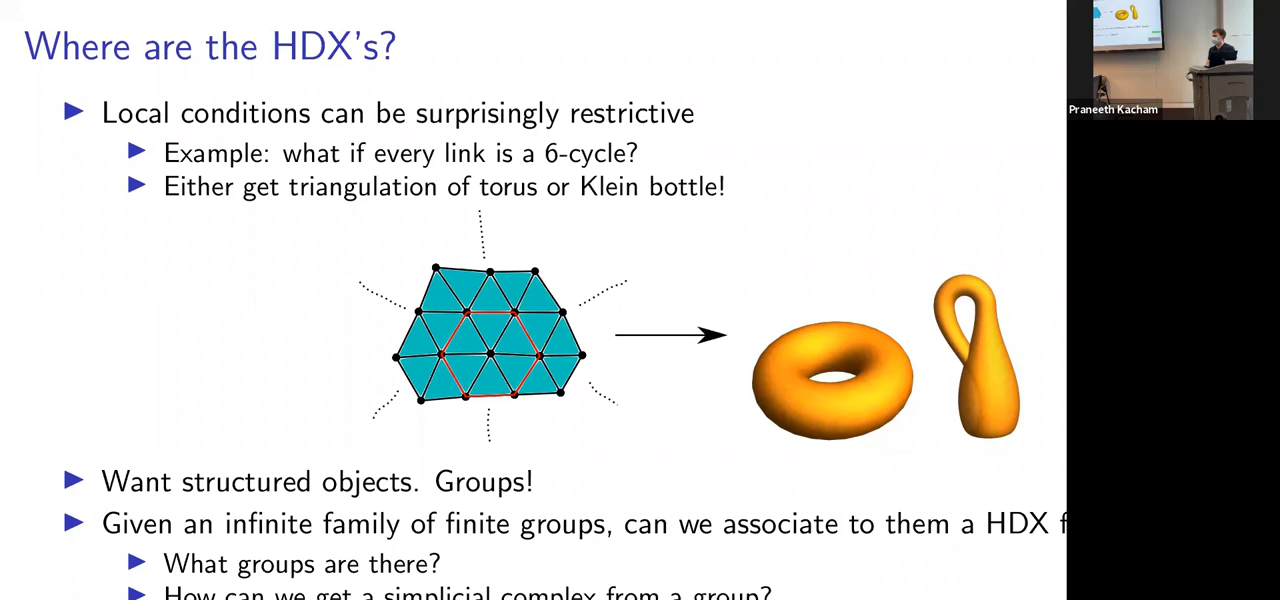 Where are the HDX's?
Local conditions can be surprisingly restrictive
Example: what if every link is a 6-cycle?
Either get triangulation of torus or Klein bottle!
Want structured objects. Groups!
Given an infinite family of finite groups, can we associate to them a HDX f
What groups are there?
How can we get a simplicial complex from a group?
Praneeth Kacham